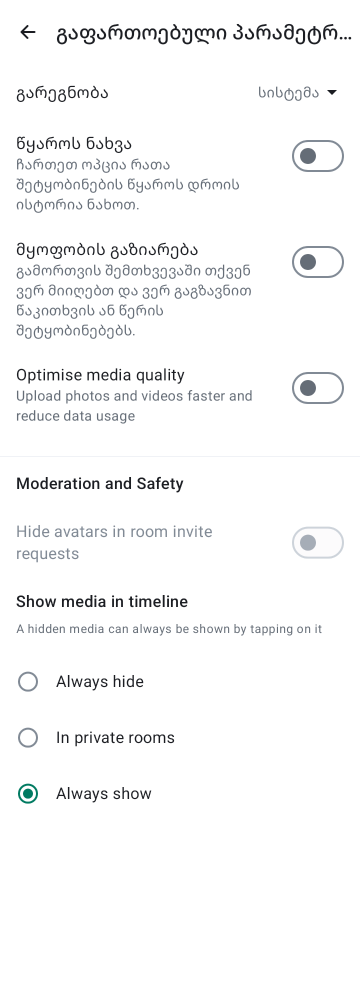 გაფართოებული პარამეტრ...
გარეგნობა
სისტემა
წყაროს ნახვა
ჩართეთ ოპცია რათა
შეტყობინების წყაროს დროის
ისტორია ნახოთ.
მყოფობის გაზიარება
გამორთვის შემთხვევაში თქვენ
ვერ მიიღებთ და ვერ გაგზავნით
წაკითხვის ან წერის
შეტყობინებებს.
Optimise media quality
Upload photos and videos faster and
reduce data usage
Moderation and Safety
Hide avatars in room invite
requests
Show media in timeline
A hidden media can always be shown by tapping on it
Always hide
In private rooms
Always show